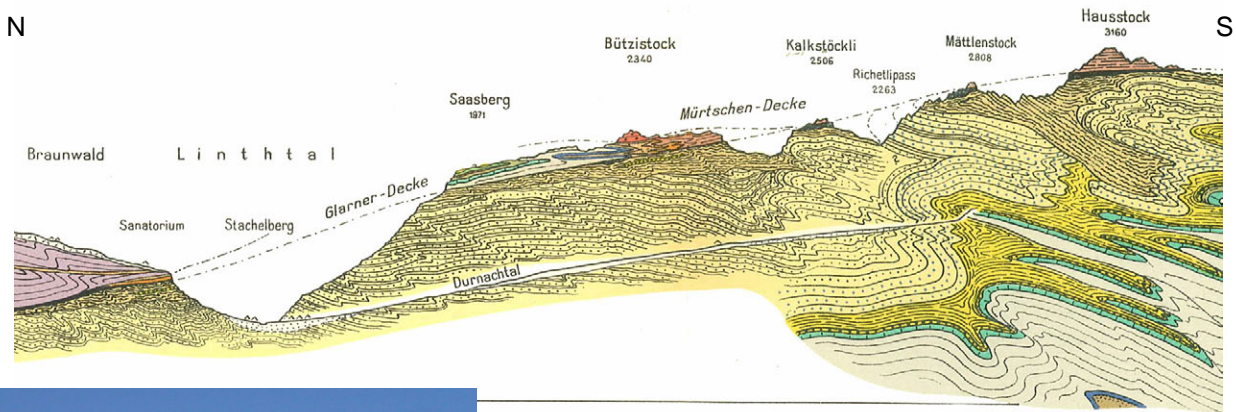 N
S
Hausstock
3160
Bützistock
2340
Kalkstöckli
2506
Mättlenstock
2808
Richetlipass
2263
Saasberg
1871
Mürtschen-Decke
Braunwald
Linthtal
Glarner-Decke
Sanatorium
Stachelberg
Durnachtal